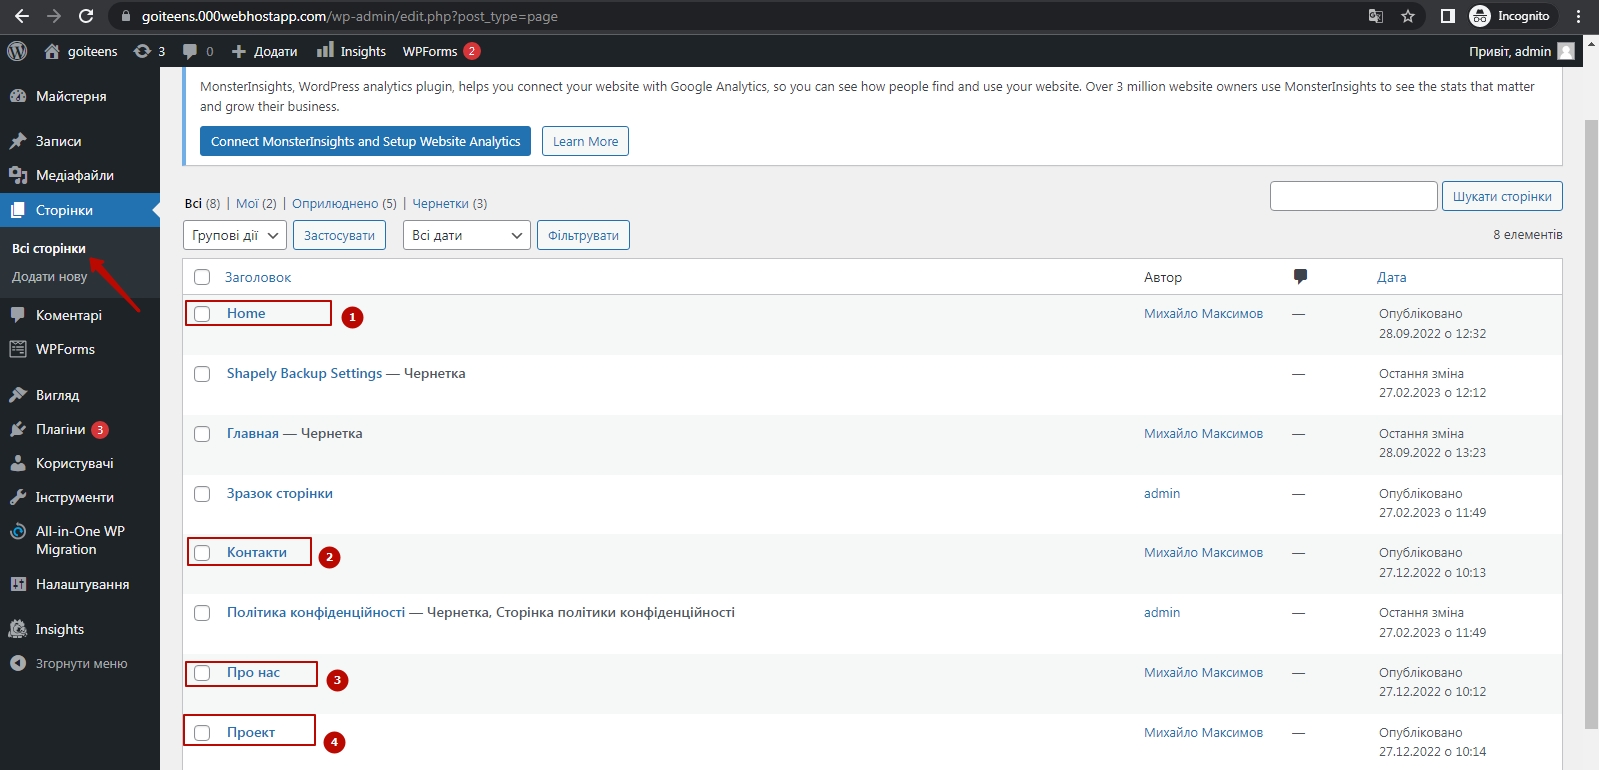 goiteens.000webhostapp.com/wp-admin/edit.php?post_type=page
Incognito
goiteens 3 0 Додати Insights WPForms 2
Привіт, admin
Майстерня
Записи
Медіафайли
Сторінки
Всі сторінки
Додати нову
Коментарі
WPForms
Вигляд
Плагіни 3
Користувачі
Інструменти
All-in-One WP
Migration
Налаштування
Insights
Згорнути меню
MonsterInsights, WordPress analytics plugin, helps you connect your website with Google Analytics, so you can see how people find and use your website. Over 3 million website owners use MonsterInsights to see the stats that matter
and grow their business.
Connect MonsterInsights and Setup Website Analytics
Learn More
Всі (8) | Мої (2) | Оприлюднено (5) | Чернетки (3)
Шукати сторінки
Групові дії Застосувати Всі дати Фільтрувати
8 елементів
Заголовок Автор Дата
Home 1 Михайло Максимов — Опубліковано
28.09.2022 о 12:32
Shapely Backup Settings — Чернетка — Остання зміна
27.02.2023 о 12:12
Главная — Чернетка Михайло Максимов — Остання зміна
28.09.2022 о 13:23
Зразок сторінки admin — Опубліковано
27.02.2023 о 11:49
Контакти 2 Михайло Максимов — Опубліковано
27.12.2022 о 10:13
Політика конфіденційності — Чернетка, Сторінка політики конфіденційності admin — Остання зміна
27.02.2023 о 11:49
Про нас 3 Михайло Максимов — Опубліковано
27.12.2022 о 10:12
Проект 4 Михайло Максимов — Опубліковано
27.12.2022 о 10:14